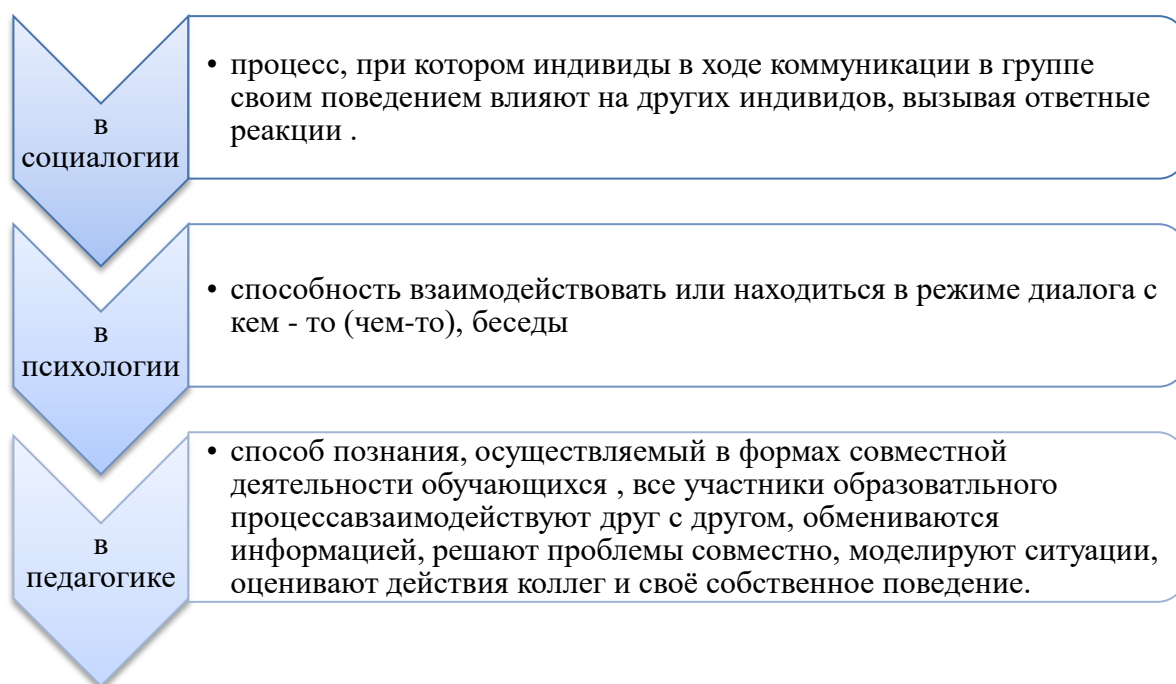 в
социалогии
• процесс, при котором индивиды в ходе коммуникации в группе
своим поведением влияют на других индивидов, вызывая ответные
реакции .
в
психологии
• способность взаимодействовать или находиться в режиме диалога с
кем - то (чем-то), беседы
в
педагогике
• способ познания, осуществляемый в формах совместной
деятельности обучающихся , все участники образоватльного
процессавзаимодействуют друг с другом, обмениваются
информацией, решают проблемы совместно, моделируют ситуации,
оценивают действия коллег и своё собственное поведение.